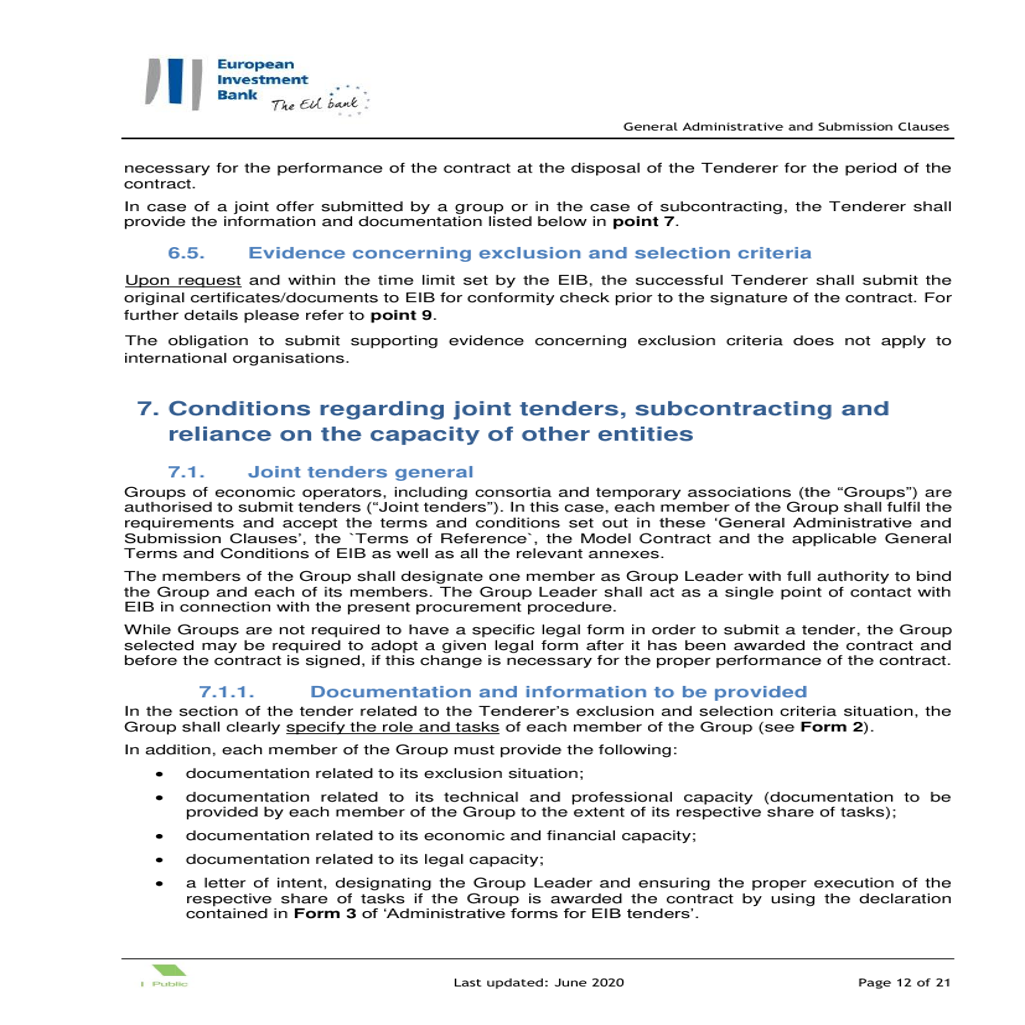 European
Investment
Bank The EU bank
General Administrative and Submission Clauses
necessary for the performance of the contract at the disposal of the Tenderer for the period of the
contract.
In case of a joint offer submitted by a group or in the case of subcontracting, the Tenderer shall
provide the information and documentation listed below in point 7.
6.5. Evidence concerning exclusion and selection criteria
Upon request and within the time limit set by the EIB, the successful Tenderer shall submit the
original certificates/documents to EIB for conformity check prior to the signature of the contract. For
further details please refer to point 9.
The obligation to submit supporting evidence concerning exclusion criteria does not apply to
international organisations.
7. Conditions regarding joint tenders, subcontracting and
reliance on the capacity of other entities
7.1. Joint tenders general
Groups of economic operators, including consortia and temporary associations (the “Groups”) are
authorised to submit tenders (“Joint tenders”). In this case, each member of the Group shall fulfil the
requirements and accept the terms and conditions set out in these ‘General Administrative and
Submission Clauses’, the `Terms of Reference`, the Model Contract and the applicable General
Terms and Conditions of EIB as well as all the relevant annexes.
The members of the Group shall designate one member as Group Leader with full authority to bind
the Group and each of its members. The Group Leader shall act as a single point of contact with
EIB in connection with the present procurement procedure.
While Groups are not required to have a specific legal form in order to submit a tender, the Group
selected may be required to adopt a given legal form after it has been awarded the contract and
before the contract is signed, if this change is necessary for the proper performance of the contract.
7.1.1. Documentation and information to be provided
In the section of the tender related to the Tenderer’s exclusion and selection criteria situation, the
Group shall clearly specify the role and tasks of each member of the Group (see Form 2).
In addition, each member of the Group must provide the following:
• documentation related to its exclusion situation;
• documentation related to its technical and professional capacity (documentation to be
provided by each member of the Group to the extent of its respective share of tasks);
• documentation related to its economic and financial capacity;
• documentation related to its legal capacity;
• a letter of intent, designating the Group Leader and ensuring the proper execution of the
respective share of tasks if the Group is awarded the contract by using the declaration
contained in Form 3 of ‘Administrative forms for EIB tenders’.
Public
Last updated: June 2020
Page 12 of 21